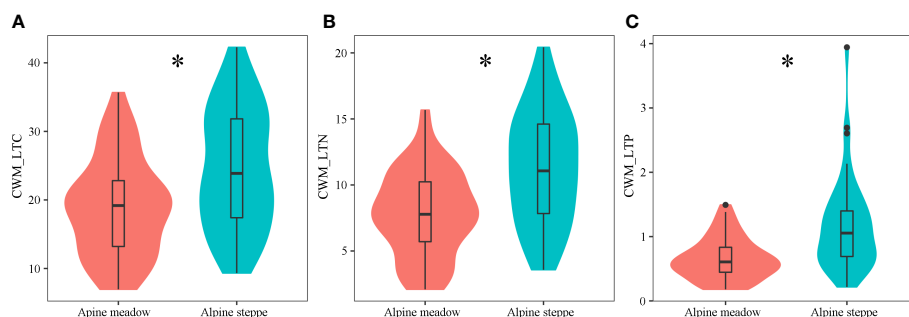 A
B
C
CWM_LTC
40
30
20
10
*
Apine meadow
Alpine steppe
CWM_LTN
20
15
10
5
*
Alpine meadow
Alpine steppe
CWM_LTP
4
3
2
1
0
*
Alpine meadow
Alpine steppe